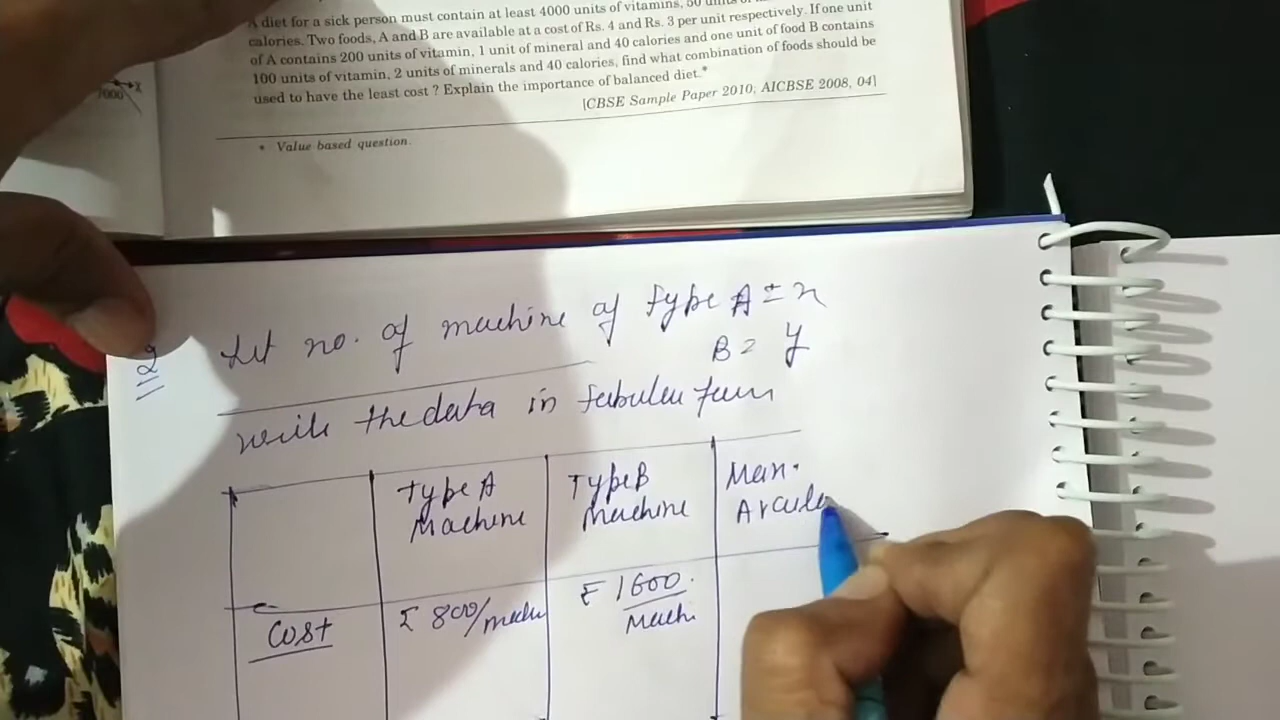 A diet for a sick person must contain at least 4000 units of vitamins, 50 units of
calories. Two foods, A and B are available at a cost of Rs. 4 and Rs. 3 per unit respectively. If one unit
of A contains 200 units of vitamin, 1 unit of mineral and 40 calories and one unit of food B contains
100 units of vitamin, 2 units of minerals and 40 calories, find what combination of foods should be
used to have the least cost ? Explain the importance of balanced diet.*
[CBSE Sample Paper 2010; AICBSE 2008, 04]
* Value based question.
7000 X
2 Let no. of machine of type A = x
B = y
write the data in tabular form
Type A Machine
Type B Machine
Max.
Cost
₹ 800/
₹ 1600.
Mach.